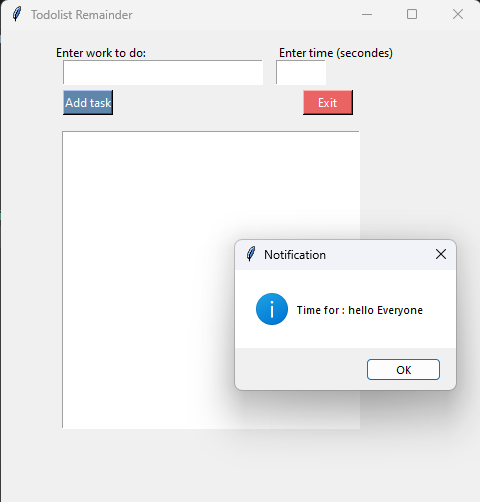 Todolist Remainder
Enter work to do:
Enter time (secondes)
Add task
Exit
Notification
Time for : hello Everyone
OK